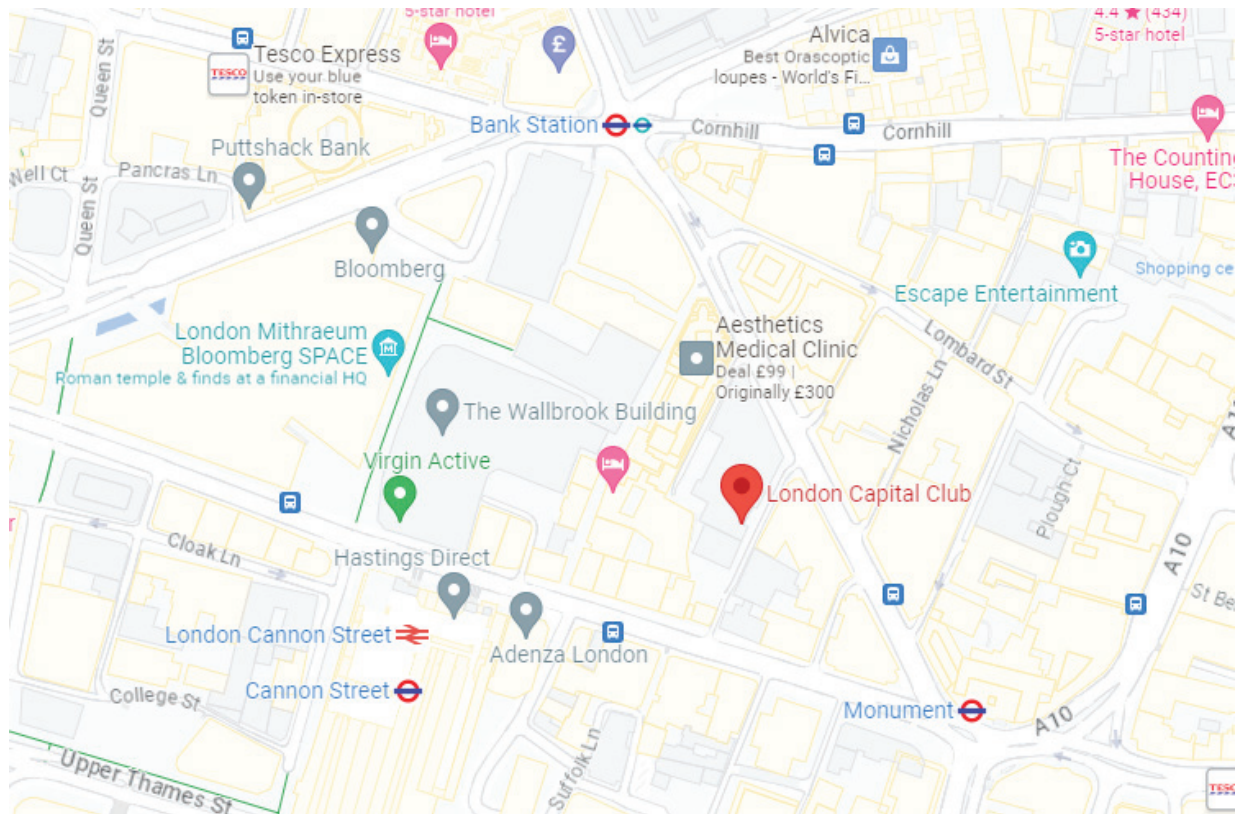 5-star hotel
4.4 ★ (434)
5-star hotel
Queen St
Tesco Express
Use your blue
token in-store
TESCO
£
Alvica
Best Orascoptic
loupes - World's Fi...
Bank Station
Cornhill
Cornhill
Puttshack Bank
The Counting
House, EC3
Well Ct
Pancras Ln
Queen St
Bloomberg
Shopping ce
Escape Entertainment
London Mithraeum
Bloomberg SPACE
Roman temple & finds at a financial HQ
M
Aesthetics
Medical Clinic
Deal £99 |
Originally £300
Lombard St
Nicholas Ln
The Wallbrook Building
Virgin Active
London Capital Club
Plough Ct
A10
Cloak Ln
Hastings Direct
London Cannon Street
Adenza London
St Be
College St
Cannon Street
Monument
A10
Suffolk Ln
Upper Thames St
TESC